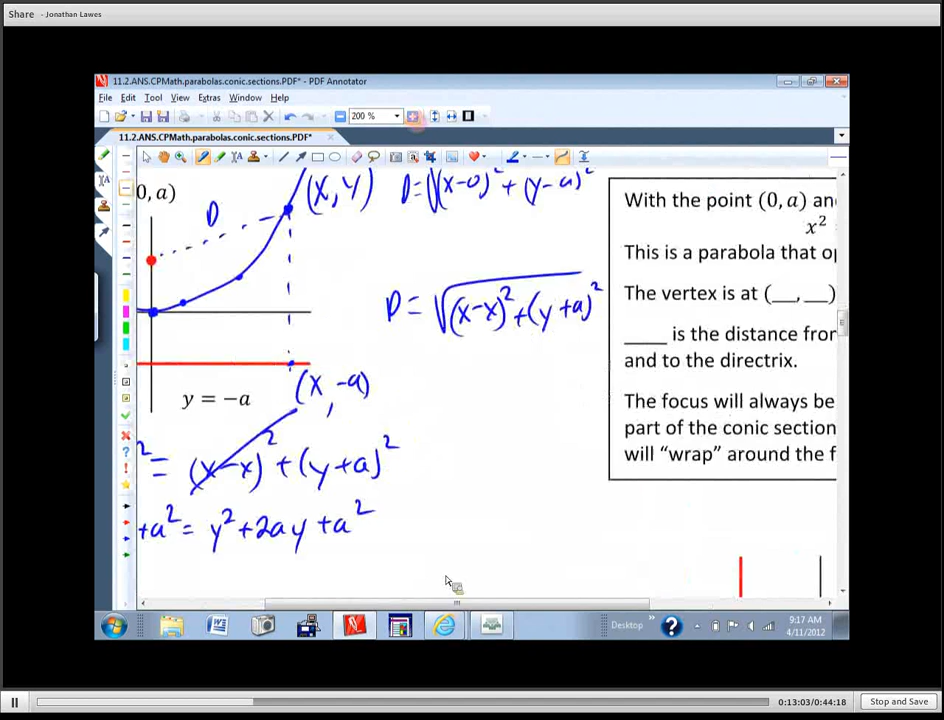 Share - Jonathan Lawes
11.2.ANS.CPMath.parabolas.conic.sections.PDF* - PDF Annotator
File Edit Tool View Extras Window Help
200 %
11.2.ANS.CPMath.parabolas.conic.sections.PDF*
0, a)
D
(x, y)
D = √(x-0)² + (y-a)²
D = √(x-x)² + (y+a)²
(x, -a)
y = −a
² = (x-x)² + (y+a)²
+a² = y² + 2ay + a²
With the point (0, a) an
x²
This is a parabola that o
The vertex is at (__, __)
____ is the distance fror
and to the directrix.
The focus will always be
part of the conic section
will “wrap” around the f
Desktop
9:17 AM
4/11/2012
0:13:03/0:44:18
Stop and Save